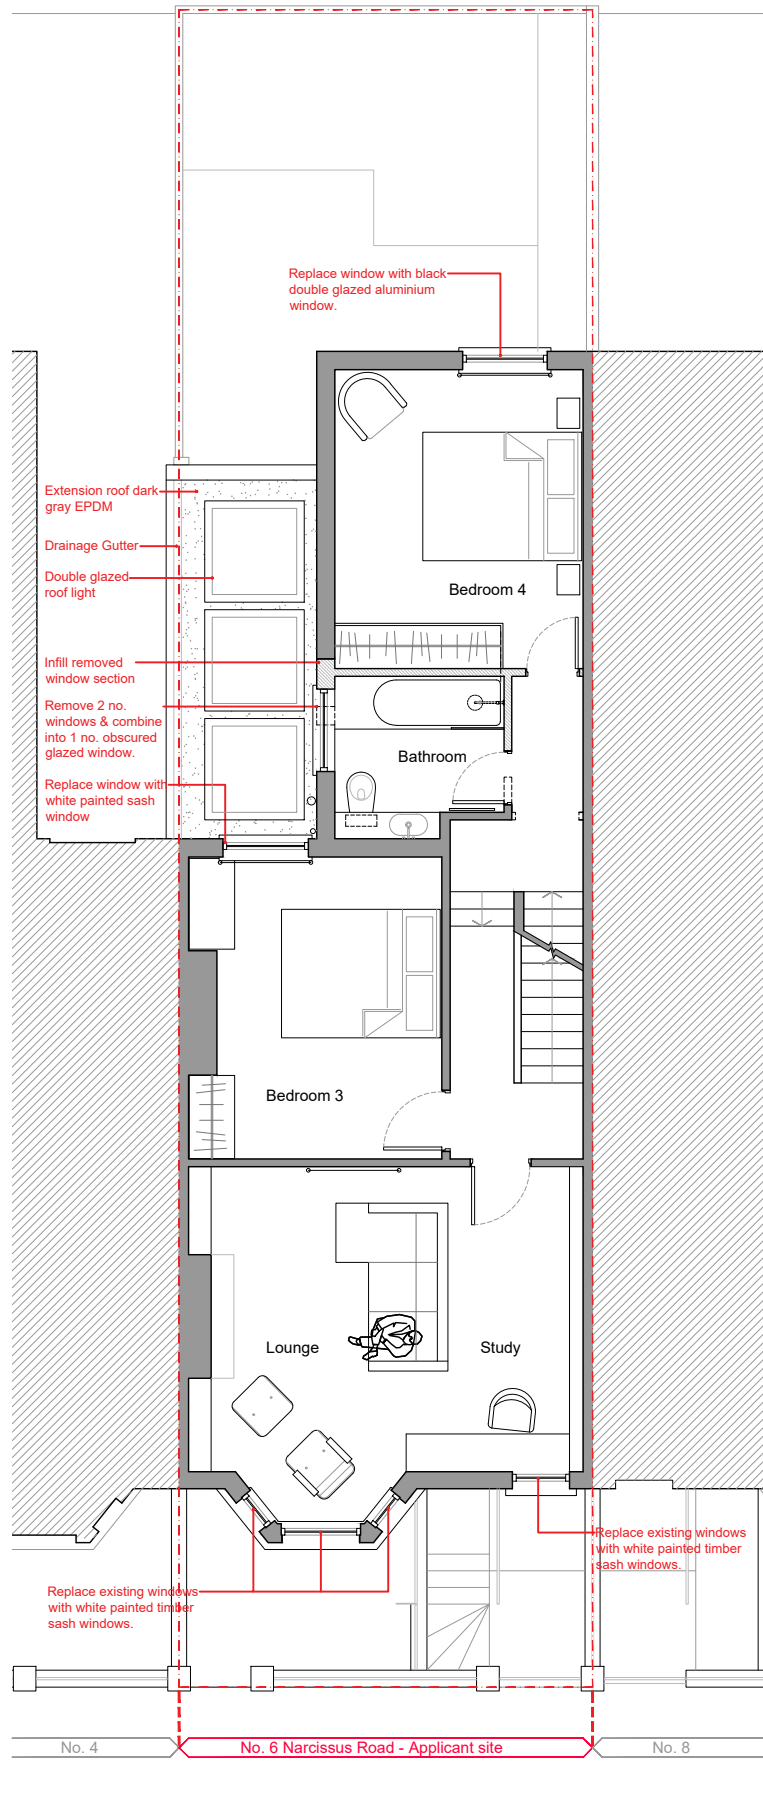 Replace window with black
double glazed aluminium
window.
Extension roof dark
gray EPDM
Drainage Gutter
Double glazed
roof light
Bedroom 4
Infill removed
window section
Remove 2 no.
windows & combine
into 1 no. obscured
glazed window.
Bathroom
Replace window with
white painted sash
window
Bedroom 3
Lounge
Study
Replace existing windows
with white painted timber
sash windows.
Replace existing windows
with white painted timber
sash windows.
No. 4
No. 6 Narcissus Road - Applicant site
No. 8